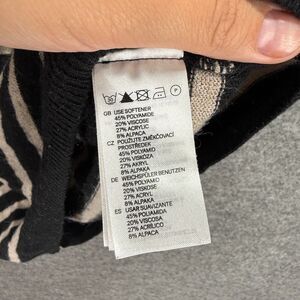 GB USE SOFTENER
45% POLYAMIDE
20% VISCOSE
27% ACRYLIC
8% ALPACA
CZ POUŽIJTE ZMĚKČOVACÍ
PROSTŘEDEK
45% POLYAMID
20% VISKÓZA
27% AKRYL
8% ALPAKA
DE WEICHSPÜLER BENUTZEN
45% POLYAMID
20% VISKOSE
27% ACRYL
8% ALPAKA
ES USAR SUAVIZANTE
45% POLIAMIDA
20% VISCOSA
27% ACRÍLICO
8% ALPACA